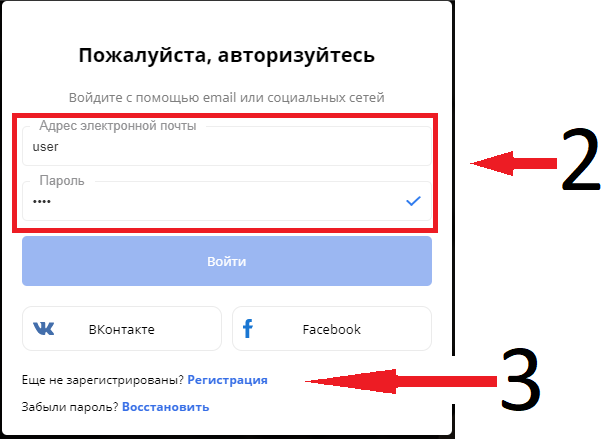 Пожалуйста, авторизуйтесь
Войдите с помощью email или социальных сетей
Адрес электронной почты
user
2
Пароль
••••
Войти
ВКонтакте
Facebook
Еще не зарегистрированы? Регистрация
3
Забыли пароль? Восстановить